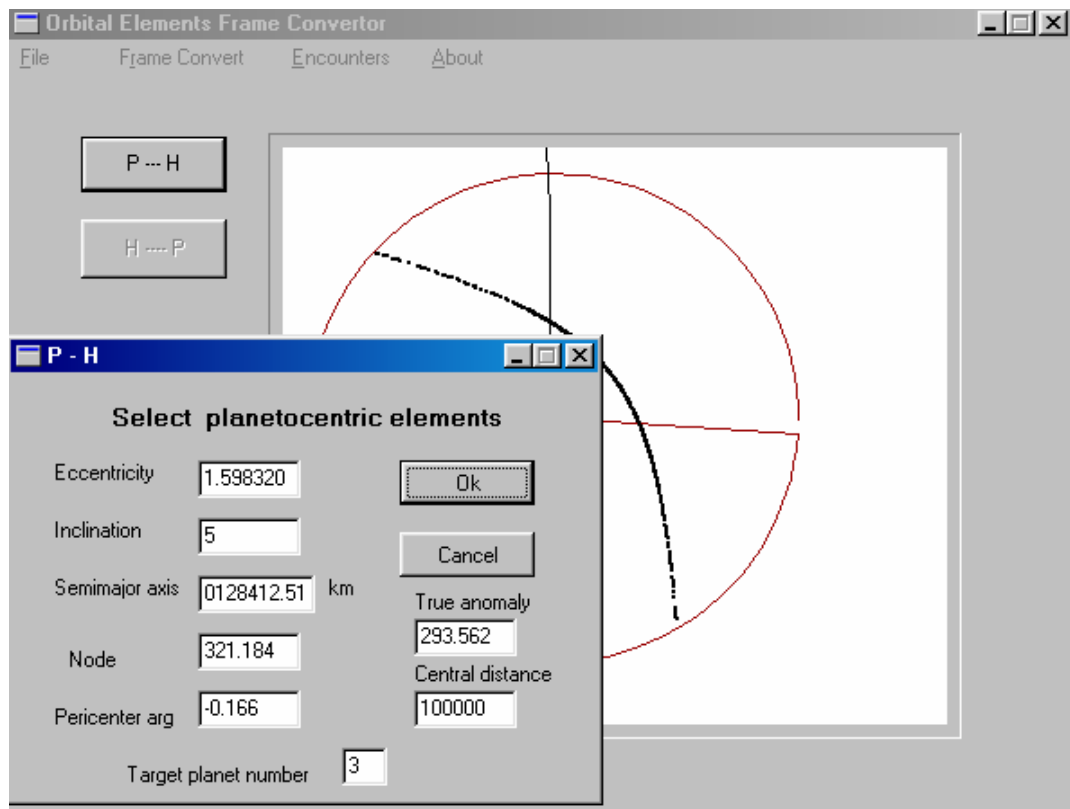 Orbital Elements Frame Convertor
File Frame Convert Encounters About
P --- H
H ---- P
P - H
Select planetocentric elements
Eccentricity 1.598320
Ok
Inclination 5
Cancel
Semimajor axis 0128412.51 km
True anomaly
293.562
Node 321.184
Central distance
100000
Pericenter arg -0.166
Target planet number 3